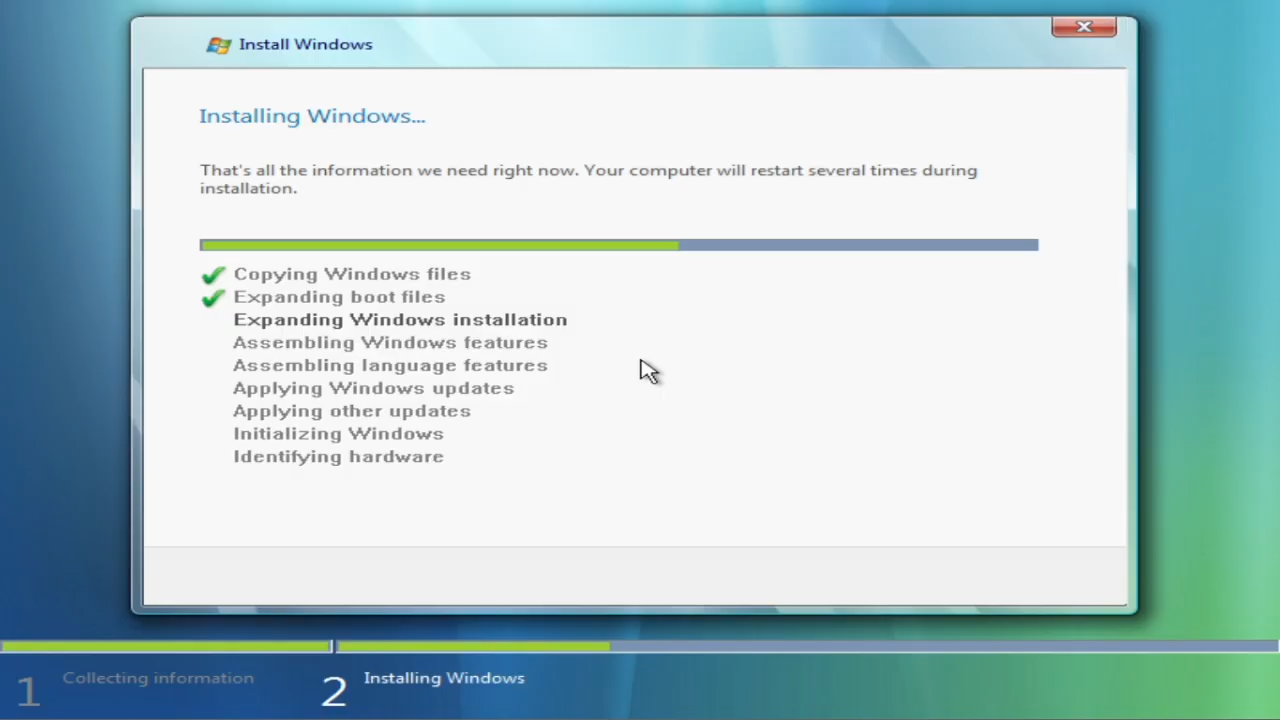 Install Windows
Installing Windows...
That's all the information we need right now. Your computer will restart several times during
installation.
Copying Windows files
Expanding boot files
Expanding Windows installation
Assembling Windows features
Assembling language features
Applying Windows updates
Applying other updates
Initializing Windows
Identifying hardware
1 Collecting information
2 Installing Windows